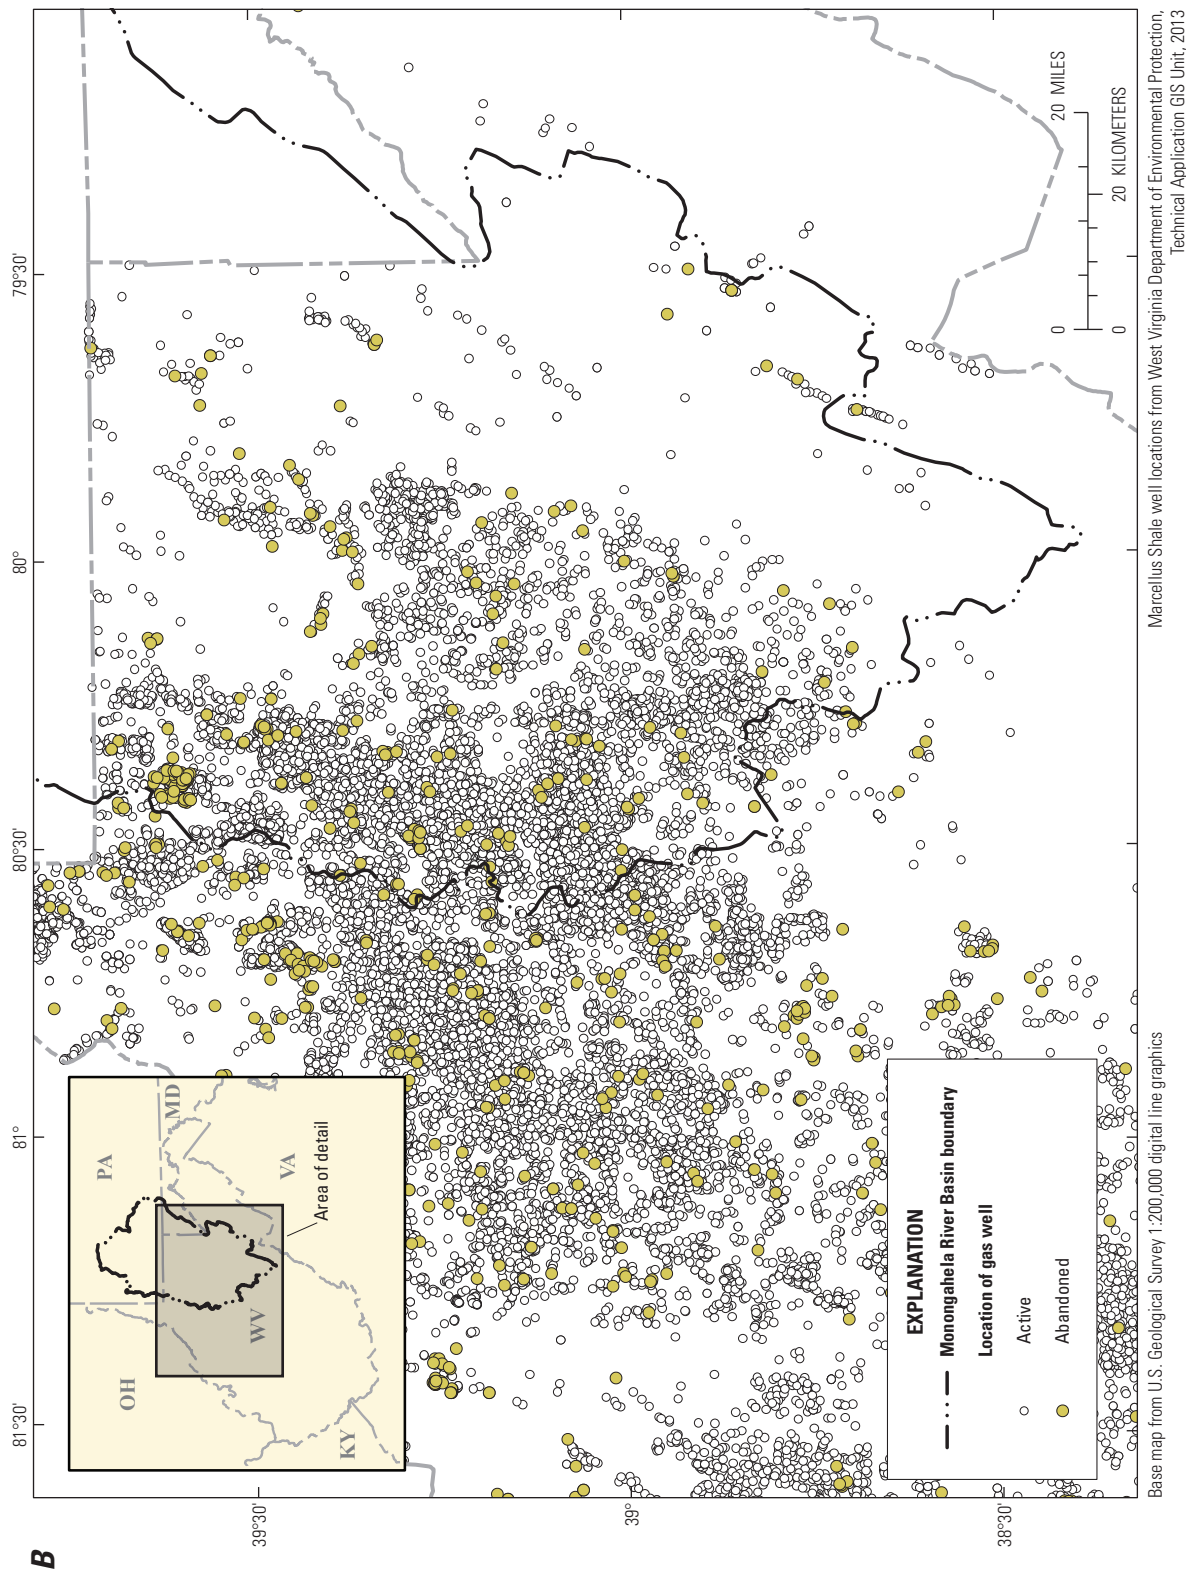 B
81°30'
81°
80°30'
80°
79°30'
39°30'
39°
38°30'
OH
PA
MD
WV
VA
KY
Area of detail
EXPLANATION
Monongahela River Basin boundary
Location of gas well
Active
Abandoned
0
20 MILES
0
20 KILOMETERS
Base map from U.S. Geological Survey 1:200,000 digital line graphics
Marcellus Shale well locations from West Virginia Department of Environmental Protection,
Technical Application GIS Unit, 2013